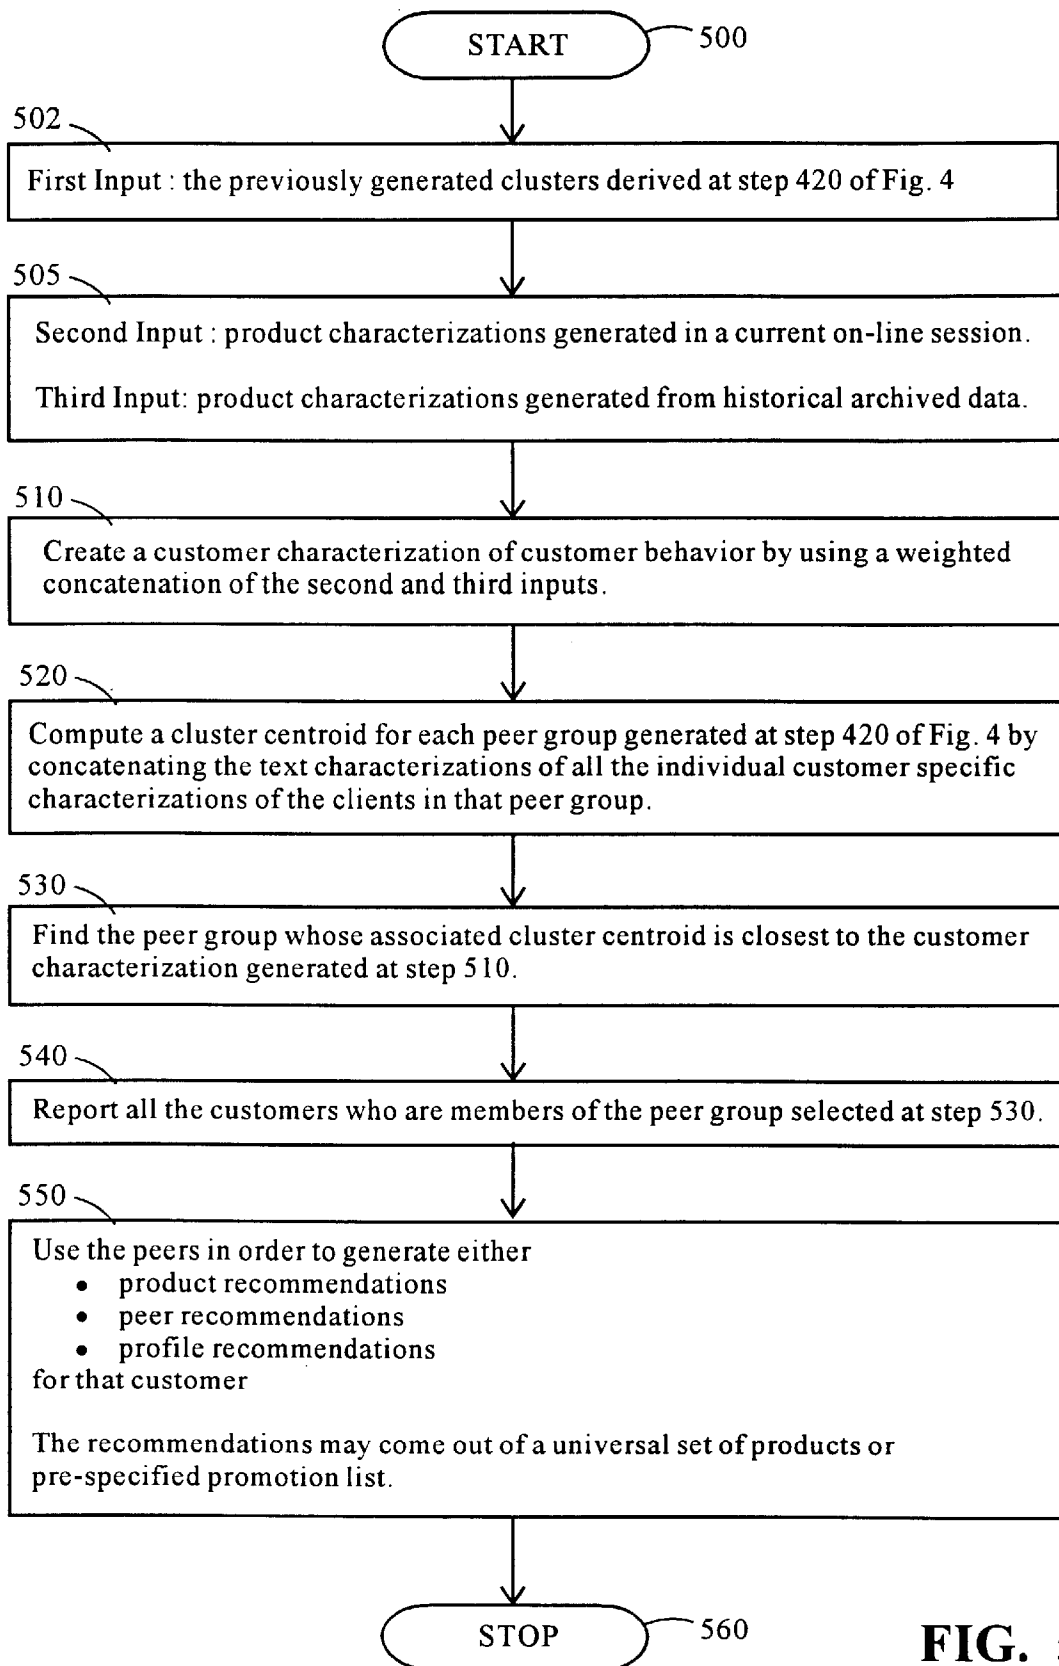 START
500
502
First Input : the previously generated clusters derived at step 420 of Fig. 4
505
Second Input : product characterizations generated in a current on-line session.
Third Input: product characterizations generated from historical archived data.
510
Create a customer characterization of customer behavior by using a weighted
concatenation of the second and third inputs.
520
Compute a cluster centroid for each peer group generated at step 420 of Fig. 4 by
concatenating the text characterizations of all the individual customer specific
characterizations of the clients in that peer group.
530
Find the peer group whose associated cluster centroid is closest to the customer
characterization generated at step 510.
540
Report all the customers who are members of the peer group selected at step 530.
550
Use the peers in order to generate either
• product recommendations
• peer recommendations
• profile recommendations
for that customer
The recommendations may come out of a universal set of products or
pre-specified promotion list.
STOP
560
FIG.